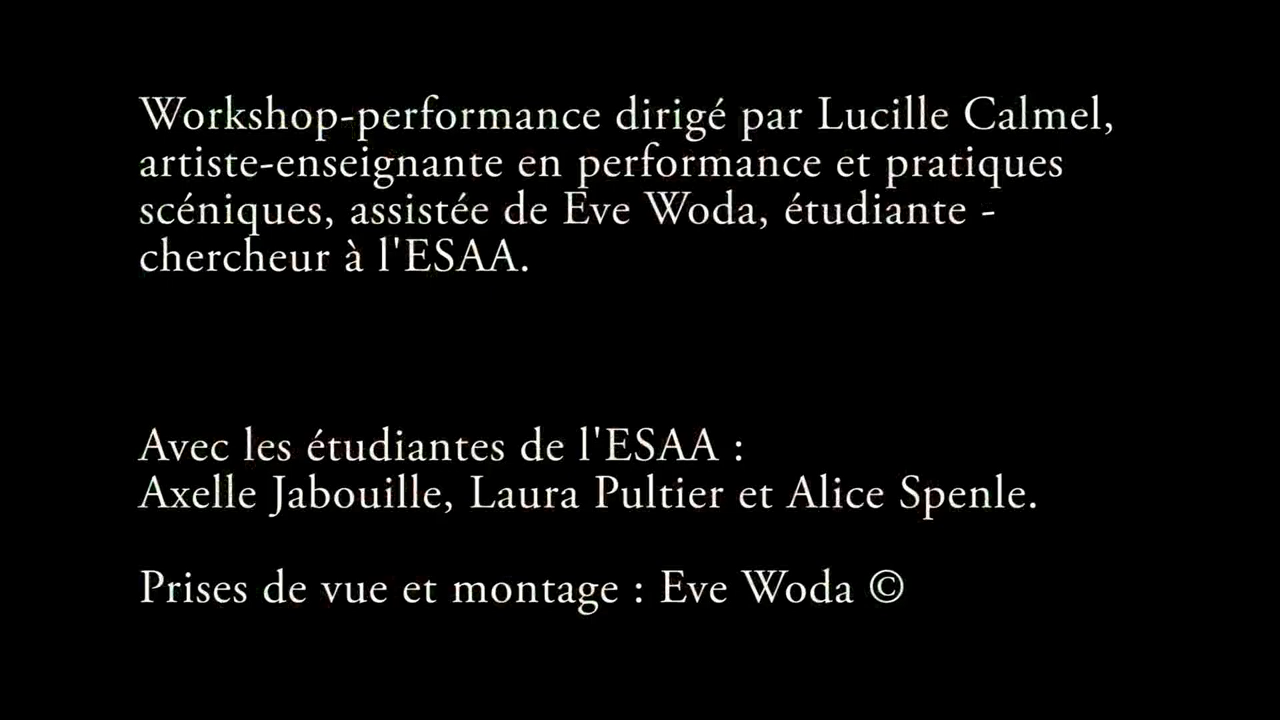 Workshop-performance dirigé par Lucille Calmel,
artiste-enseignante en performance et pratiques
scéniques, assistée de Eve Woda, étudiante -
chercheur à l'ESAA.
Avec les étudiantes de l'ESAA :
Axelle Jabouille, Laura Pultier et Alice Spenle.
Prises de vue et montage : Eve Woda ©